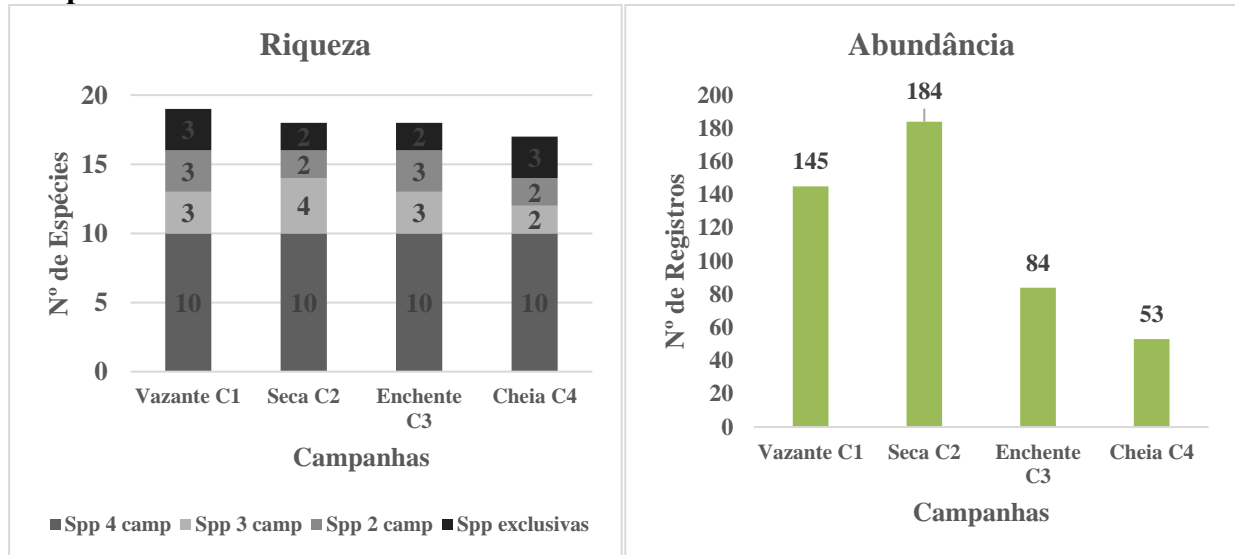 Riqueza
Nº de Espécies
20
15
10
5
0
3
2
2
3
3
2
3
2
3
4
3
2
10
10
10
10
Vazante C1
Seca C2
Enchente
C3
Cheia C4
Campanhas
Spp 4 camp
Spp 3 camp
Spp 2 camp
Spp exclusivas
Abundância
Nº de Registros
200
180
160
140
120
100
80
60
40
20
0
145
184
84
53
Vazante C1
Seca C2
Enchente
C3
Cheia C4
Campanhas